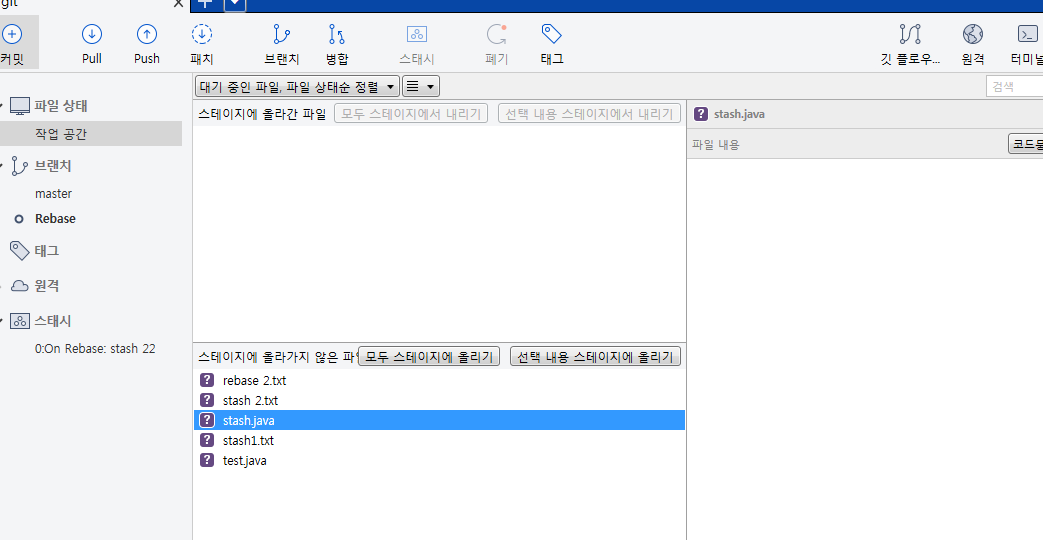 git
커밋
Pull
Push
패치
브랜치
병합
스태시
폐기
태그
깃 플로우...
원격
터미널
파일 상태
작업 공간
브랜치
master
Rebase
태그
원격
스태시
0:On Rebase: stash 22
대기 중인 파일, 파일 상태순 정렬
검색
스테이지에 올라간 파일
모두 스테이지에서 내리기
선택 내용 스테이지에서 내리기
stash.java
파일 내용
스테이지에 올라가지 않은
모두 스테이지에 올리기
선택 내용 스테이지에 올리기
rebase 2.txt
stash 2.txt
stash.java
stash1.txt
test.java